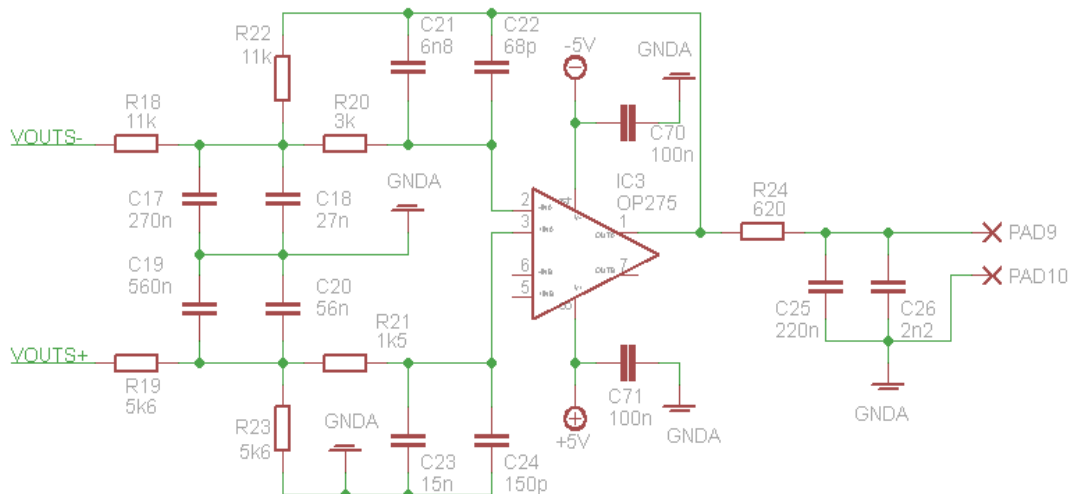 R22
11k
C21
6n8
C22
68p
-5V
GNDA
R18
11k
R20
3k
C70
100n
VOUTS-
C17
270n
C18
27n
GNDA
IC3
OP275
2
3
1
6
5
7
R24
620
PAD9
PAD10
C19
560n
C20
56n
R21
1k5
C25
220n
C26
2n2
VOUTS+
R19
5k6
R23
5k6
GNDA
C23
15n
C24
150p
C71
100n
+5V
GNDA
GNDA